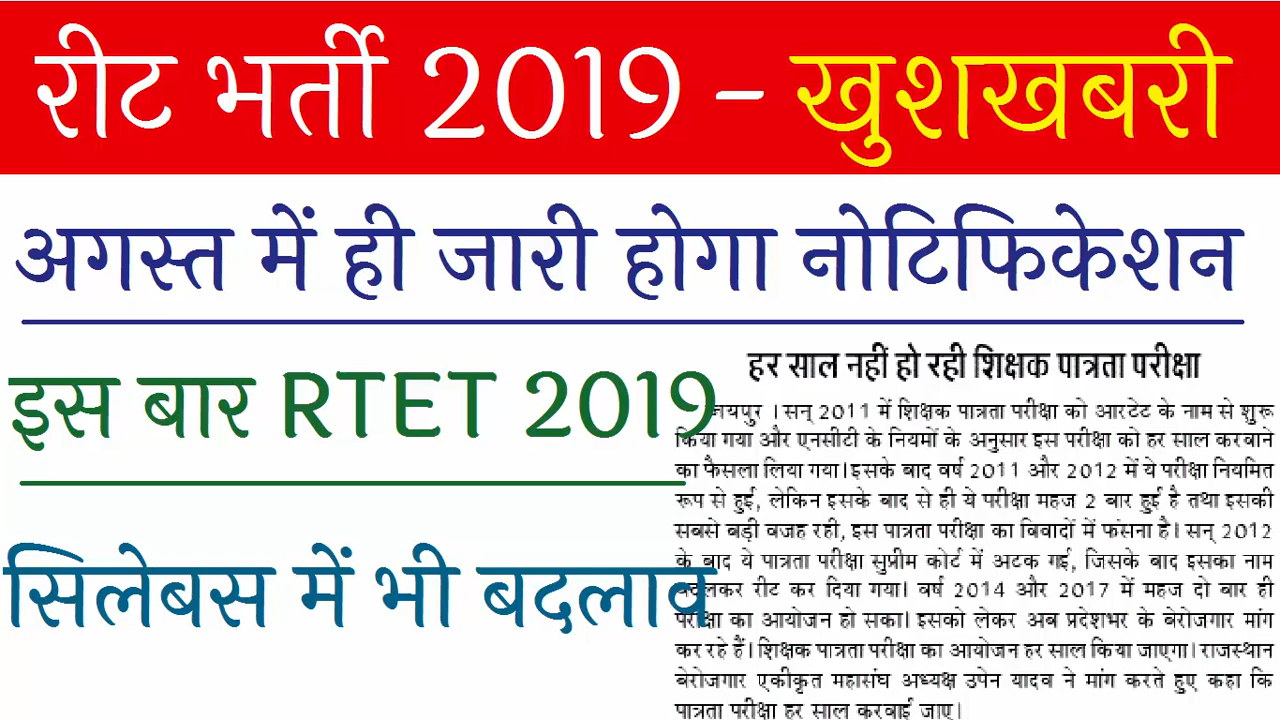 रीट भर्ती 2019 - खुशखबरी
अगस्त में ही जारी होगा नोटिफिकेशन
इस बार RTET 2019
सिलेबस में भी बदलाव
हर साल नहीं हो रही शिक्षक पात्रता परीक्षा
जयपुर । सन् 2011 में शिक्षक पात्रता परीक्षा को आरटेट के नाम से शुरू
किया गया और एनसीटी के नियमों के अनुसार इस परीक्षा को हर साल करबाने
का फैसला लिया गया। इसके बाद वर्ष 2011 और 2012 में ये परीक्षा नियमित
रूप से हुई, लेकिन इसके बाद से ही ये परीक्षा महज 2 बार हुई है तथा इसकी
सबसे बड़ी वजह रही, इस पात्रता परीक्षा का विवादों में फंसना है। सन् 2012
के बाद ये पात्रता परीक्षा सुप्रीम कोर्ट में अटक गई, जिसके बाद इसका नाम
बदलकर रीट कर दिया गया। वर्ष 2014 और 2017 में महज दो बार ही
परीक्षा का आयोजन हो सका। इसको लेकर अब प्रदेशभर के बेरोजगार मांग
कर रहे हैं। शिक्षक पात्रता परीक्षा का आयोजन हर साल किया जाएगा। राजस्थान
बेरोजगार एकीकृत महासंघ अध्यक्ष उपेन यादव ने मांग करते हुए कहा कि
पात्रता परीक्षा हर साल करवाई जाए।